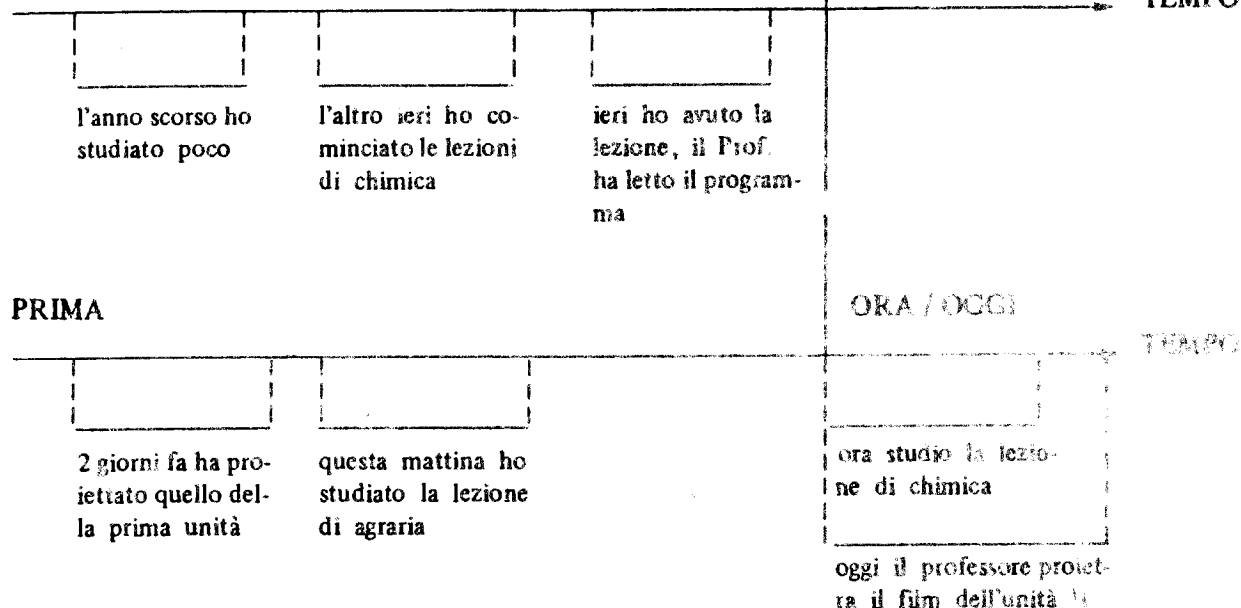 TEMPO
l'anno scorso ho
studiato poco
l'altro ieri ho co-
minciato le lezioni
di chimica
ieri ho avuto la
lezione, il Prof.
ha letto il program-
ma
PRIMA
ORA / OGGI
TEMPO
2 giorni fa ha pro-
iettato quello del-
la prima unità
questa mattina ho
studiato la lezione
di agraria
ora studio la lezio-
ne di chimica
oggi il professore proiet-
ta il film dell'unità